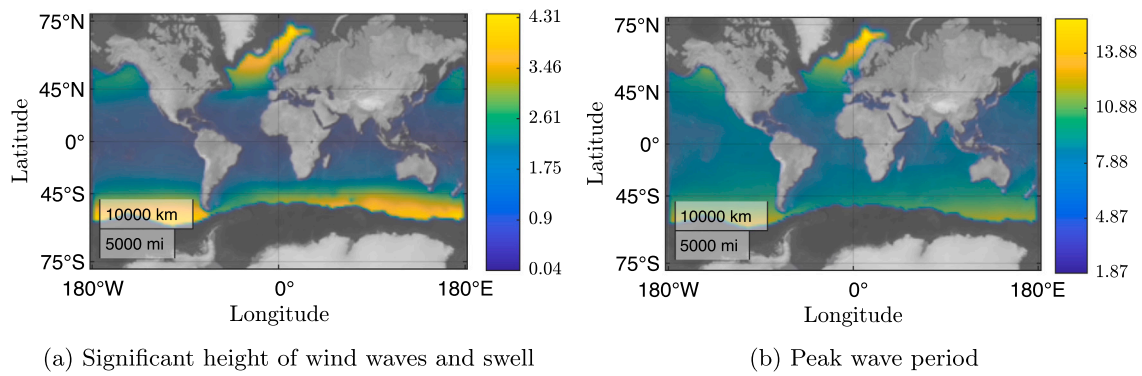 75°N
45°N
0°
45°S
75°S
Latitude
180°W
0°
180°E
Longitude
10000 km
5000 mi
4.31
3.46
2.61
1.75
0.9
0.04
(a) Significant height of wind waves and swell
75°N
45°N
0°
45°S
75°S
Latitude
180°W
0°
180°E
Longitude
10000 km
5000 mi
13.88
10.88
7.88
4.87
1.87
(b) Peak wave period